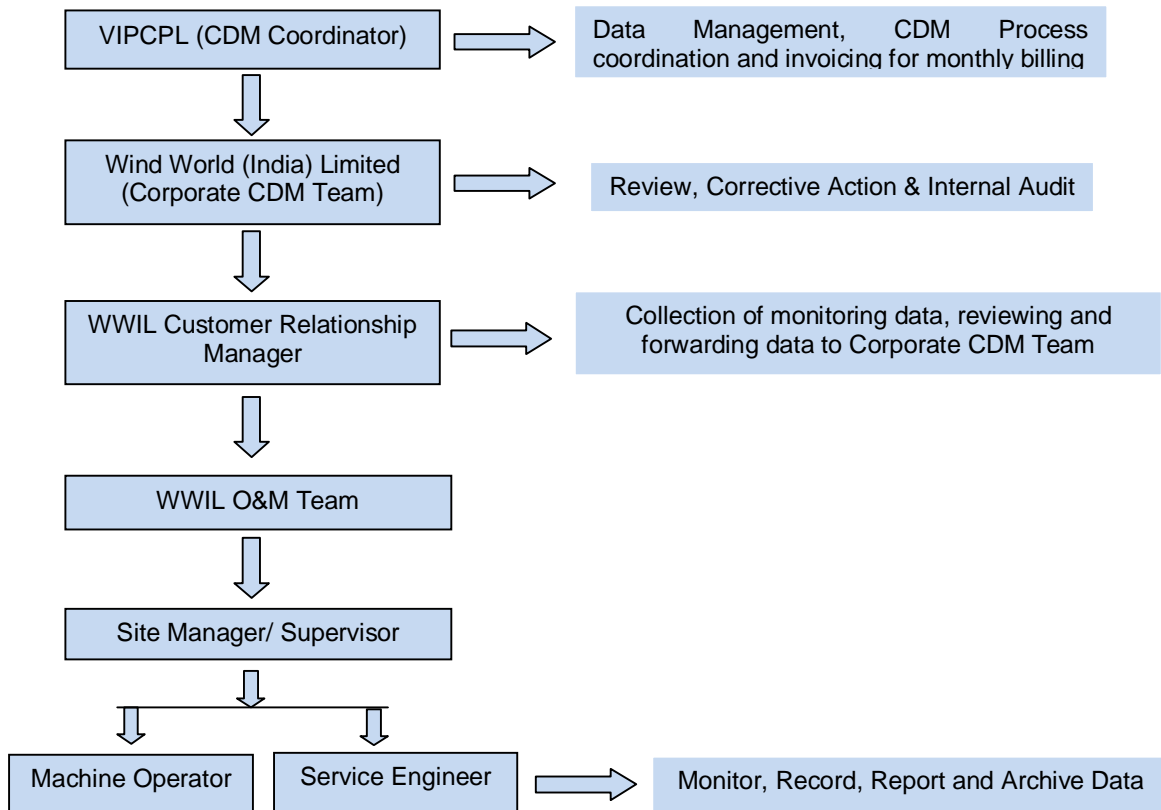 VIPCPL (CDM Coordinator)
Data Management, CDM Process
coordination and invoicing for monthly billing
Wind World (India) Limited
(Corporate CDM Team)
Review, Corrective Action & Internal Audit
WWIL Customer Relationship
Manager
Collection of monitoring data, reviewing and
forwarding data to Corporate CDM Team
WWIL O&M Team
Site Manager/ Supervisor
Machine Operator
Service Engineer
Monitor, Record, Report and Archive Data